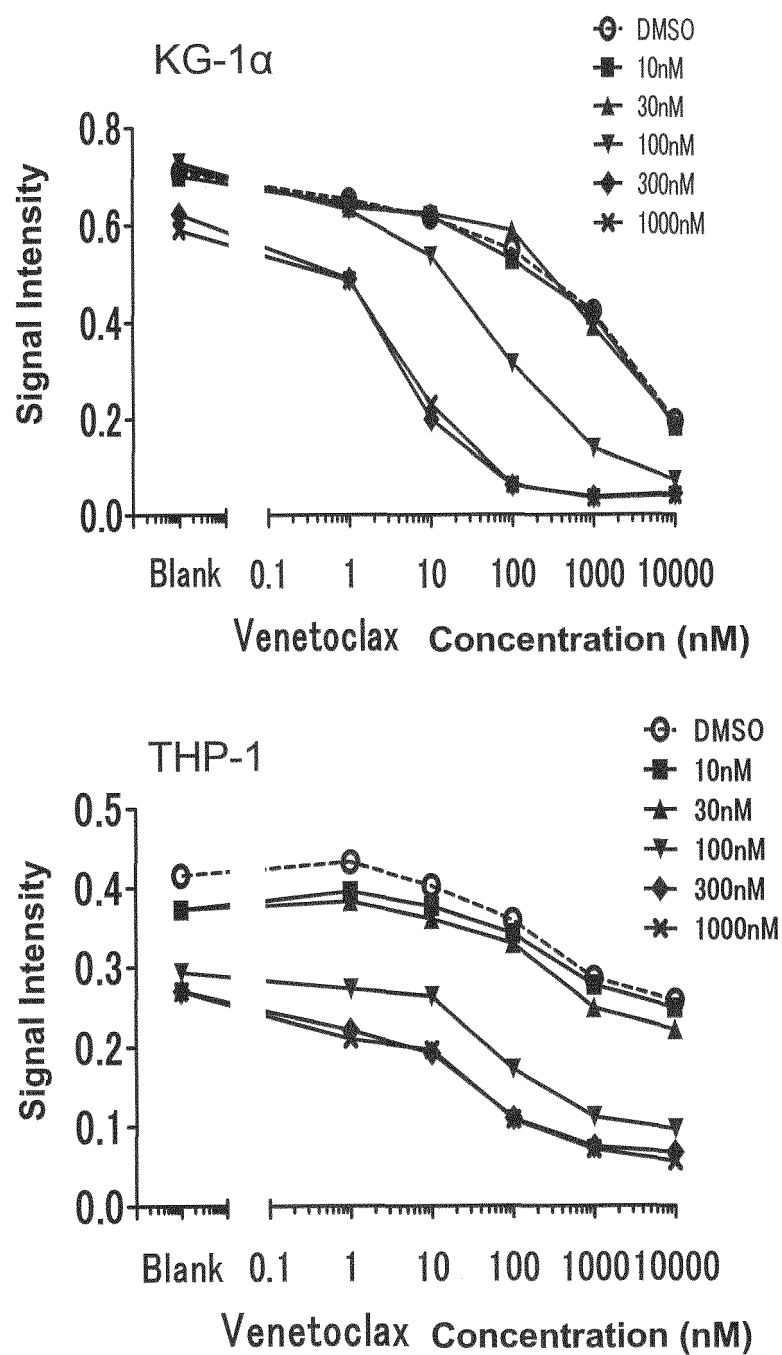 KG-1α
DMSO
10nM
30nM
100nM
300nM
1000nM
Signal Intensity
0.8
0.6
0.4
0.2
0.0
Blank 0.1 1 10 100 1000 10000
Venetoclax Concentration (nM)
THP-1
DMSO
10nM
30nM
100nM
300nM
1000nM
Signal Intensity
0.5
0.4
0.3
0.2
0.1
0.0
Blank 0.1 1 10 100 1000 10000
Venetoclax Concentration (nM)